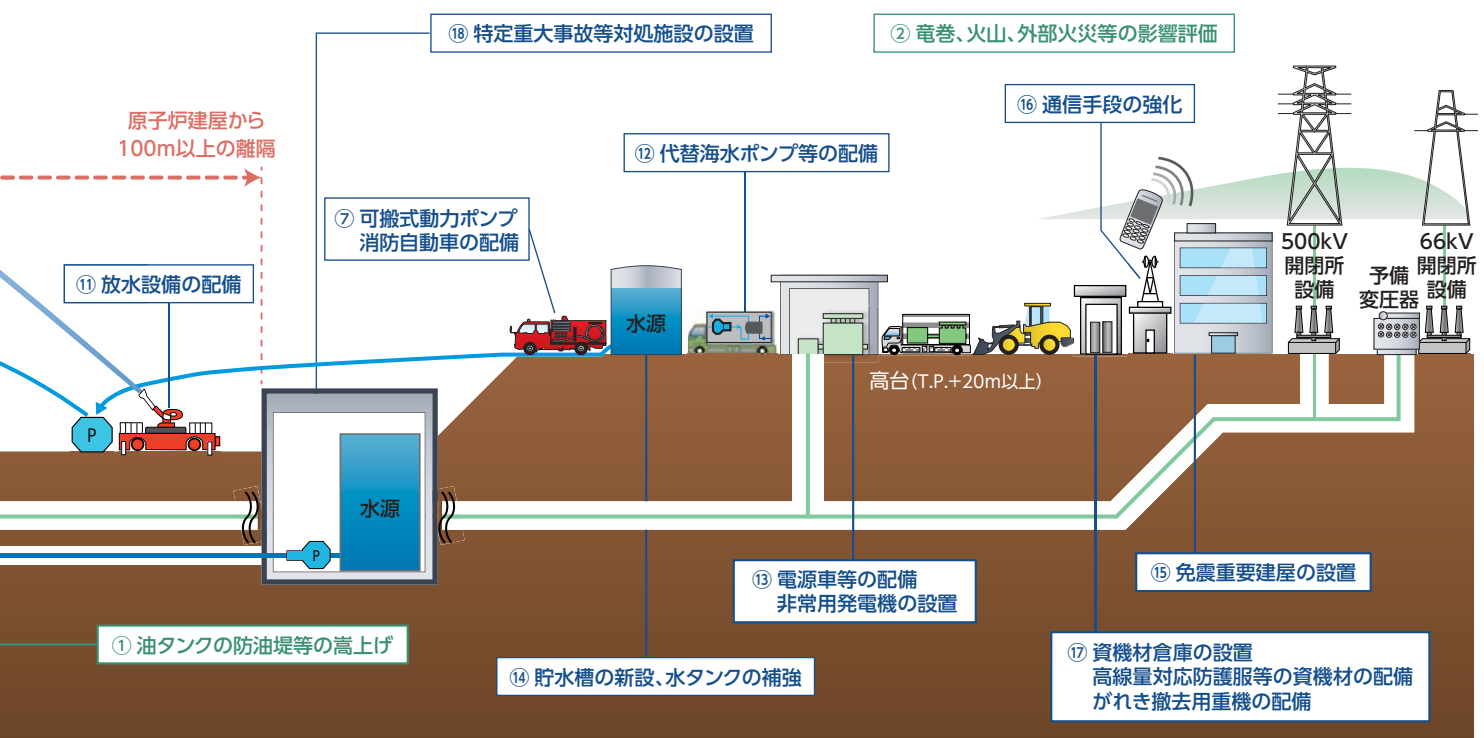 ⑱ 特定重大事故等対処施設の設置
② 竜巻、火山、外部火災等の影響評価
⑯ 通信手段の強化
原子炉建屋から
100m以上の離隔
⑫ 代替海水ポンプ等の配備
⑦ 可搬式動力ポンプ
消防自動車の配備
⑪ 放水設備の配備
500kV
開閉所
設備
予備
変圧器
66kV
開閉所
設備
水源
高台(T.P.+20m以上)
P
水源
P
⑬ 電源車等の配備
非常用発電機の設置
⑮ 免震重要建屋の設置
① 油タンクの防油堤等の嵩上げ
⑭ 貯水槽の新設、水タンクの補強
⑰ 資機材倉庫の設置
高線量対応防護服等の資機材の配備
がれき撤去用重機の配備